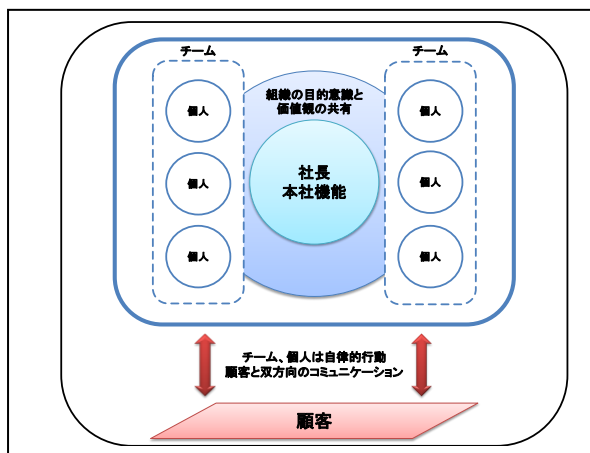 チーム
チーム
組織の目的意識と
価値観の共有
個人
個人
社長
本社機能
個人
個人
個人
個人
チーム、個人は自律的行動
顧客と双方向のコミュニケーション
顧客